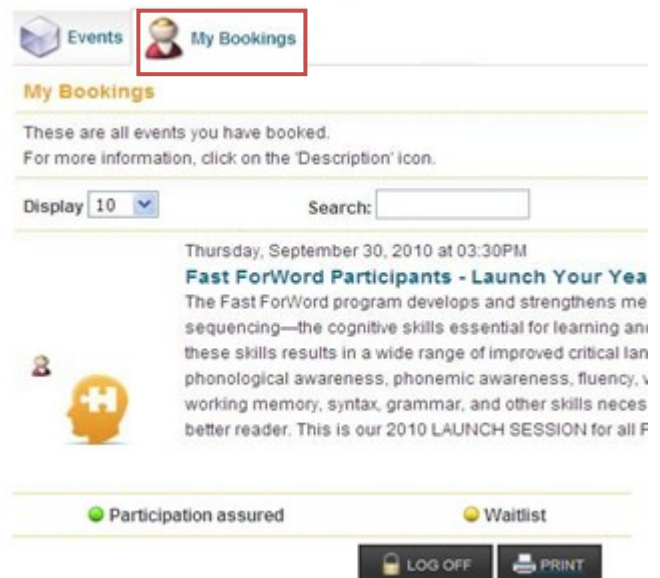 Events My Bookings
My Bookings
These are all events you have booked.
For more information, click on the 'Description' icon.
Display 10 Search:
Thursday, September 30, 2010 at 03:30PM
Fast ForWord Participants - Launch Your Yea
The Fast ForWord program develops and strengthens me
sequencing—the cognitive skills essential for learning and
these skills results in a wide range of improved critical lan
phonological awareness, phonemic awareness, fluency, v
working memory, syntax, grammar, and other skills neces
better reader. This is our 2010 LAUNCH SESSION for all F
Participation assured Waitlist
LOG OFF PRINT